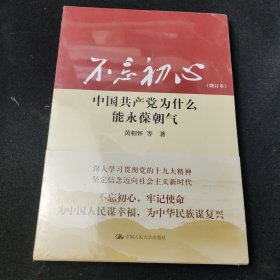 不忘初心
(增订本)
中国共产党为什么
能永葆朝气
黄相怀 等 著
深入学习贯彻党的十九大精神
坚定信念迈向社会主义新时代
不忘初心，牢记使命
为中国人民谋幸福，为中华民族谋复兴
中国人民大学出版社